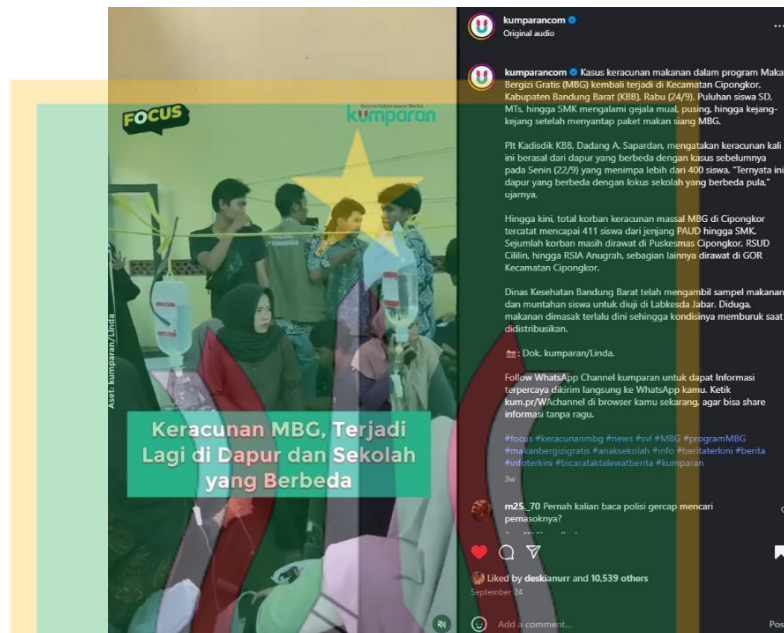 FOCUS
Bicara Fakta Lewat Berita
kumparan
Aset: kumparan/Linda
Keracunan MBG, Terjadi
Lagi di Dapur dan Sekolah
yang Berbeda
kumparancom
Original audio
kumparancom Kasus keracunan makanan dalam program Maka
Bergizi Gratis (MBG) kembali terjadi di Kecamatan Cipongkor,
Kabupaten Bandung Barat (KBB), Rabu (24/9). Puluhan siswa SD,
MTs, hingga SMK mengalami gejala mual, pusing, hingga kejang-
kejang setelah menyantap paket makan siang MBG.
Plt Kadisdik KBB, Dadang A. Sapardan, mengatakan keracunan kali
ini berasal dari dapur yang berbeda dengan kasus sebelumnya
pada Senin (22/9) yang menimpa lebih dari 400 siswa. "Ternyata ini
dapur yang berbeda dengan lokus sekolah yang berbeda pula,"
ujarnya.
Hingga kini, total korban keracunan massal MBG di Cipongkor
tercatat mencapai 411 siswa dari jenjang PAUD hingga SMK.
Sejumlah korban masih dirawat di Puskesmas Cipongkor, RSUD
Cililin, hingga RSIA Anugrah, sebagian lainnya dirawat di GOR
Kecamatan Cipongkor.
Dinas Kesehatan Bandung Barat telah mengambil sampel makanan
dan muntahan siswa untuk diuji di Labkesda Jabar. Diduga,
makanan dimasak terlalu dini sehingga kondisinya memburuk saat
didistribusikan.
📷: Dok. kumparan/Linda.
Follow WhatsApp Channel kumparan untuk dapat Informasi
terpercaya dikirim langsung ke WhatsApp kamu. Ketik
kum.pr/WAchannel di browser kamu sekarang, agar bisa share
informasi tanpa ragu.
#focus #keracunanmbg #news #svl #MBG #programMBG
#makanbergizigratis #anaksekolah #info #beritaterkini #berita
#infoterkini #bicarafaktalewatberita #kumparan
3w
m25._70 Pernah kalian baca polisi gercap mencari
pemasoknya?
Liked by deskianurr and 10,539 others
September 24
Add a comment...
Pos